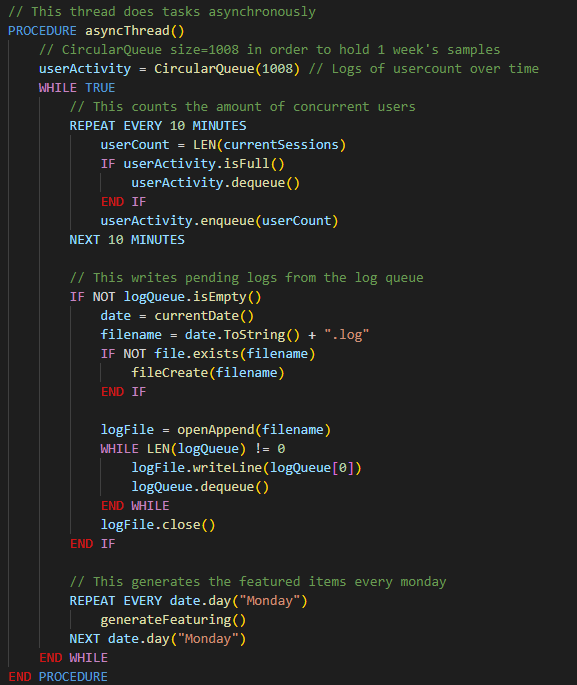 // This thread does tasks asynchronously
PROCEDURE asyncThread()
    // CircularQueue size=1008 in order to hold 1 week's samples
    userActivity = CircularQueue(1008) // Logs of usercount over time
    WHILE TRUE
        // This counts the amount of concurrent users
        REPEAT EVERY 10 MINUTES
            userCount = LEN(currentSessions)
            IF userActivity.isFull()
                userActivity.dequeue()
            END IF
            userActivity.enqueue(userCount)
        NEXT 10 MINUTES

        // This writes pending logs from the log queue
        IF NOT logQueue.isEmpty()
            date = currentDate()
            filename = date.ToString() + ".log"
            IF NOT file.exists(filename)
                fileCreate(filename)
            END IF

            logFile = openAppend(filename)
            WHILE LEN(logQueue) != 0
                logFile.writeLine(logQueue[0])
                logQueue.dequeue()
            END WHILE
            logFile.close()
        END IF

        // This generates the featured items every monday
        REPEAT EVERY date.day("Monday")
            generateFeaturing()
        NEXT date.day("Monday")
    END WHILE
END PROCEDURE